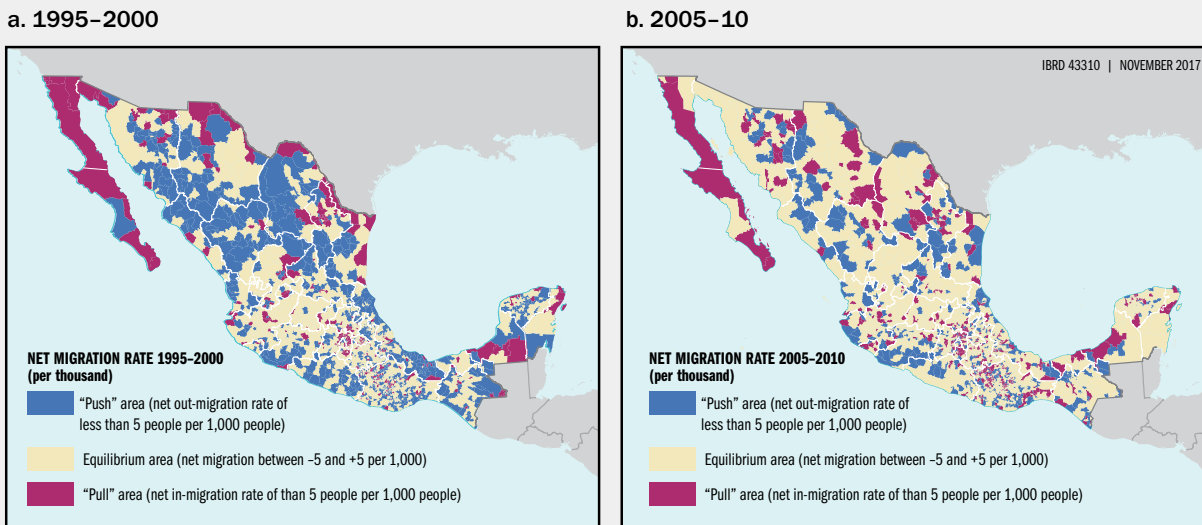 a. 1995–2000
b. 2005–10
IBRD 43310 | NOVEMBER 2017
NET MIGRATION RATE 1995–2000
(per thousand)
“Push” area (net out-migration rate of
less than 5 people per 1,000 people)
Equilibrium area (net migration between –5 and +5 per 1,000)
“Pull” area (net in-migration rate of than 5 people per 1,000 people)
NET MIGRATION RATE 2005–2010
(per thousand)
“Push” area (net out-migration rate of
less than 5 people per 1,000 people)
Equilibrium area (net migration between –5 and +5 per 1,000)
“Pull” area (net in-migration rate of than 5 people per 1,000 people)